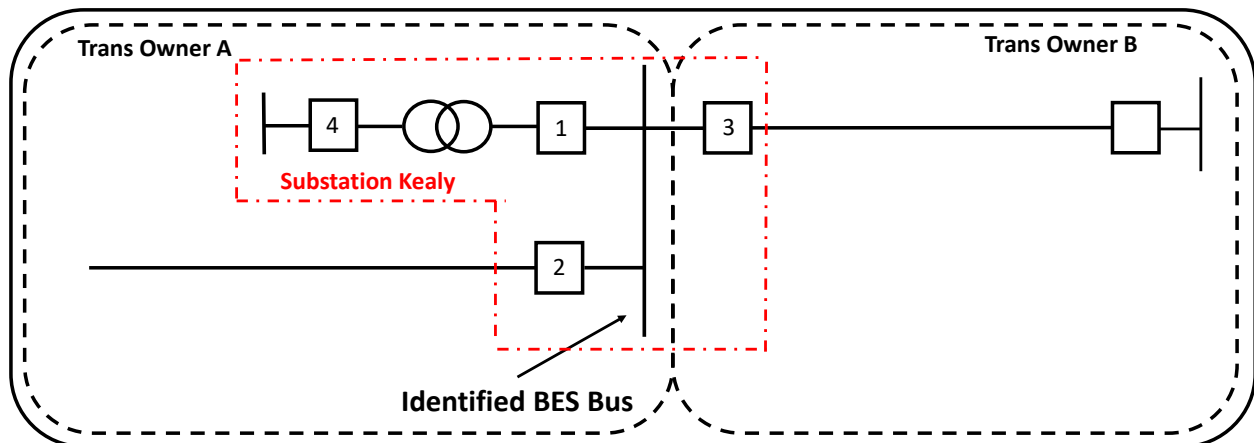 Trans Owner A
Trans Owner B
4
1
3
Substation Kealy
2
Identified BES Bus